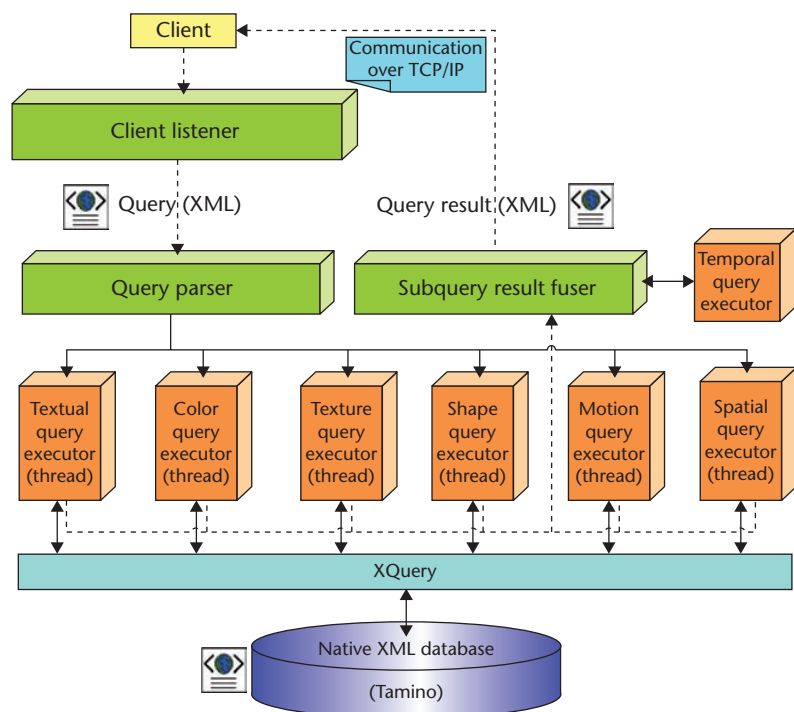 Client
Communication
over TCP/IP
Client listener
Query (XML)
Query result (XML)
Query parser
Subquery result fuser
Temporal
query
executor
Textual
query
executor
(thread)
Color
query
executor
(thread)
Texture
query
executor
(thread)
Shape
query
executor
(thread)
Motion
query
executor
(thread)
Spatial
query
executor
(thread)
XQuery
Native XML database
(Tamino)